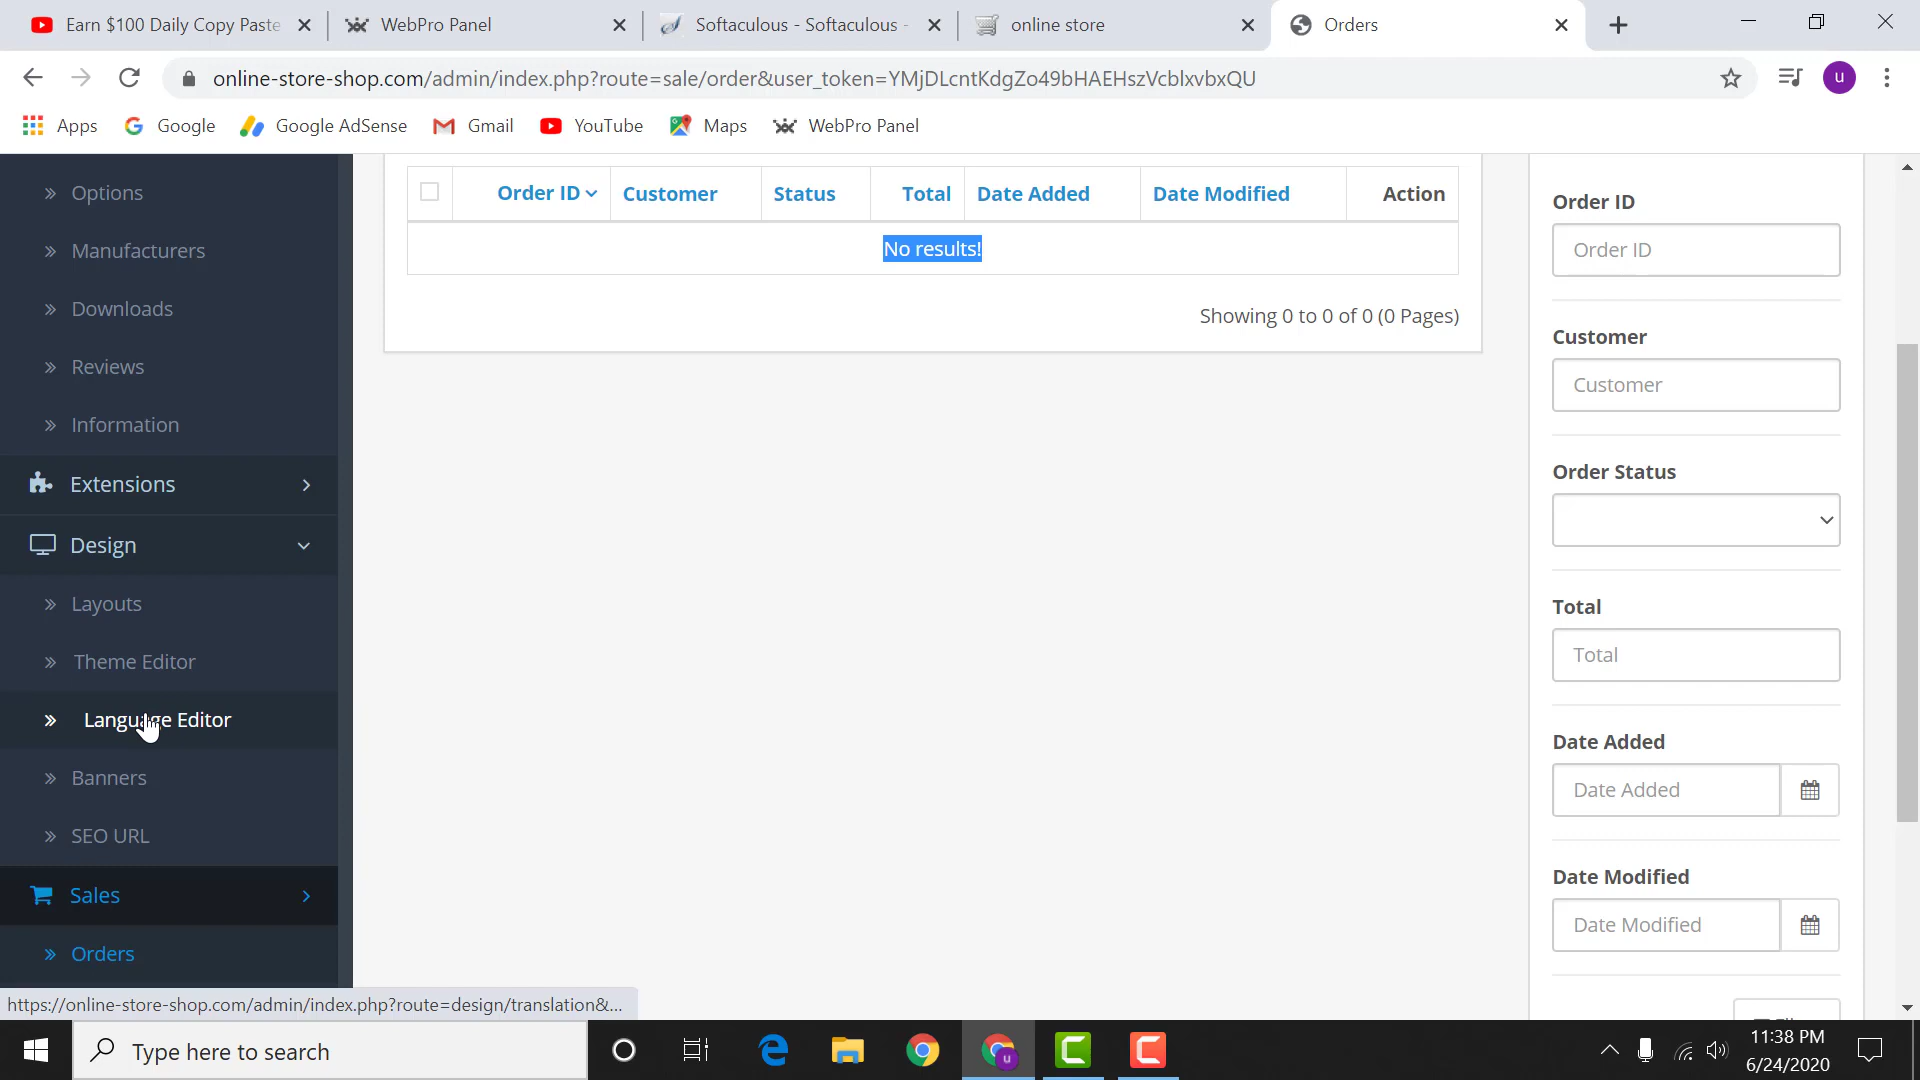 Earn $100 Daily Copy Paste
WebPro Panel
Softaculous - Softaculous -
online store
Orders
online-store-shop.com/admin/index.php?route=sale/order&user_token=YMjDLcntKdgZo49bHAEHszVcblxvbxQU
u
Apps
Google
Google AdSense
Gmail
YouTube
Maps
WebPro Panel
Options
Manufacturers
Downloads
Reviews
Information
Extensions
Design
Layouts
Theme Editor
Language Editor
Banners
SEO URL
Sales
Orders
https://online-store-shop.com/admin/index.php?route=design/translation&...
Order ID Customer Status Total Date Added Date Modified Action
No results!
Showing 0 to 0 of 0 (0 Pages)
Order ID
Order ID
Customer
Customer
Order Status
Total
Total
Date Added
Date Added
Date Modified
Date Modified
Type here to search
u
11:38 PM
6/24/2020